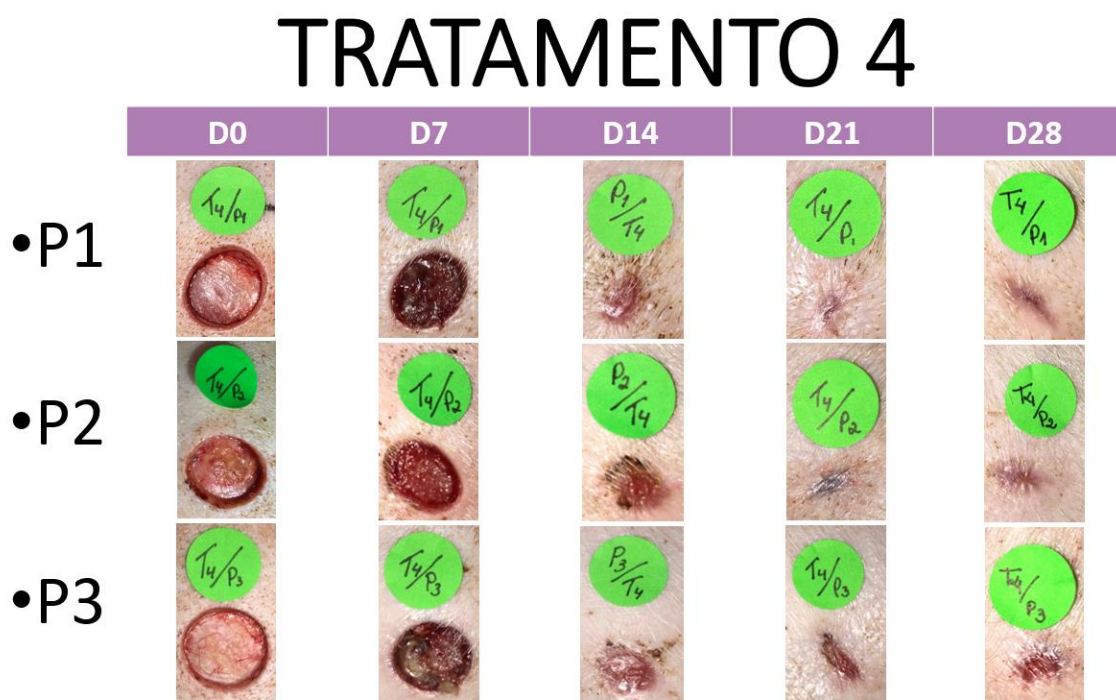 TRATAMENTO 4
D0 D7 D14 D21 D28
•P1
T4/P1 T4/P1 P1/T4 T4/P1 T4/P1
•P2
T4/P2 T4/P2 P2/T4 T4/P2 T4/P2
•P3
T4/P3 T4/P3 P3/T4 T4/P3 T4/P3